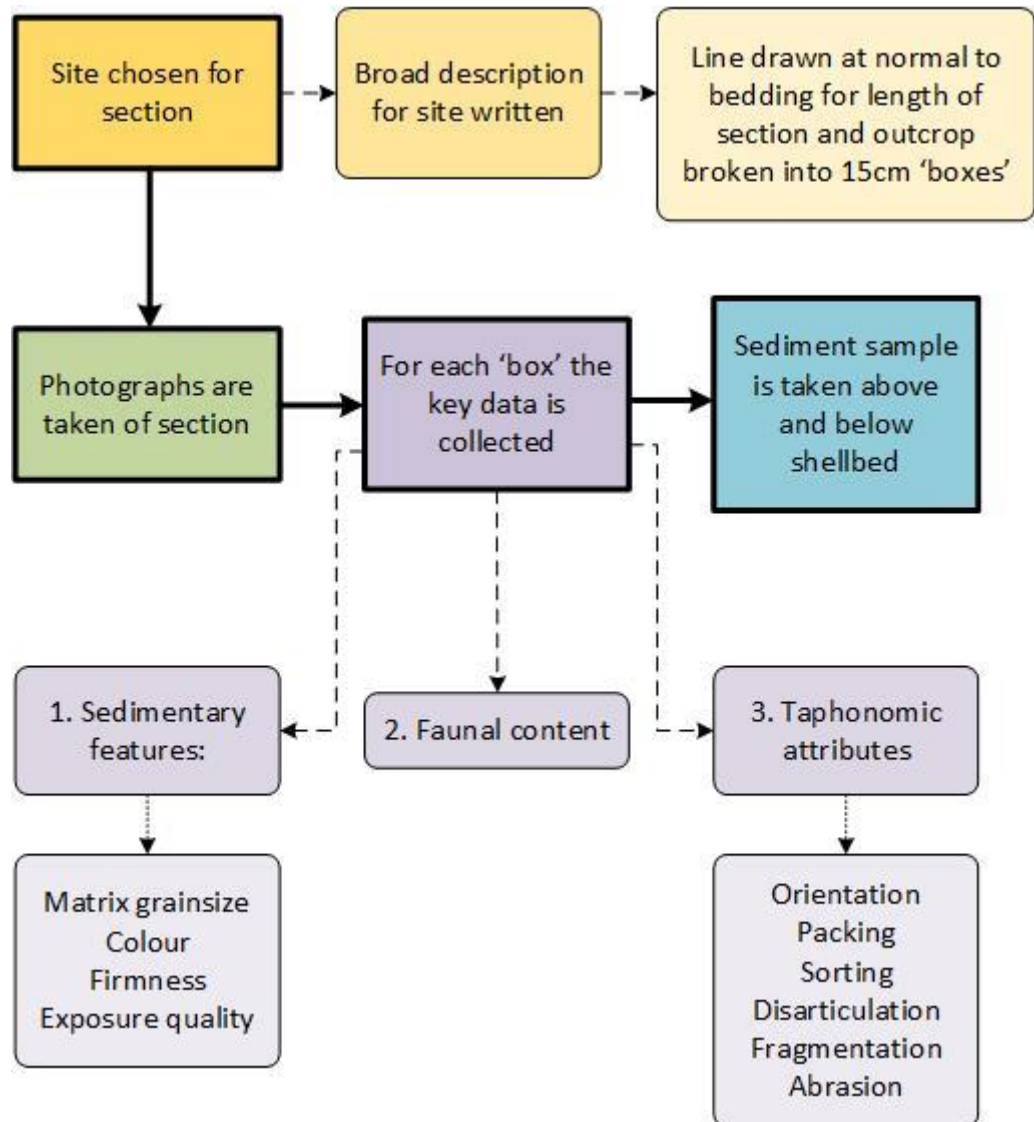 Site chosen for
section
Broad description
for site written
Line drawn at normal to
bedding for length of
section and outcrop
broken into 15cm ‘boxes’
Photographs are
taken of section
For each ‘box’ the
key data is
collected
Sediment sample
is taken above
and below
shellbed
1. Sedimentary
features:
2. Faunal content
3. Taphonomic
attributes
Matrix grainsize
Colour
Firmness
Exposure quality
Orientation
Packing
Sorting
Disarticulation
Fragmentation
Abrasion